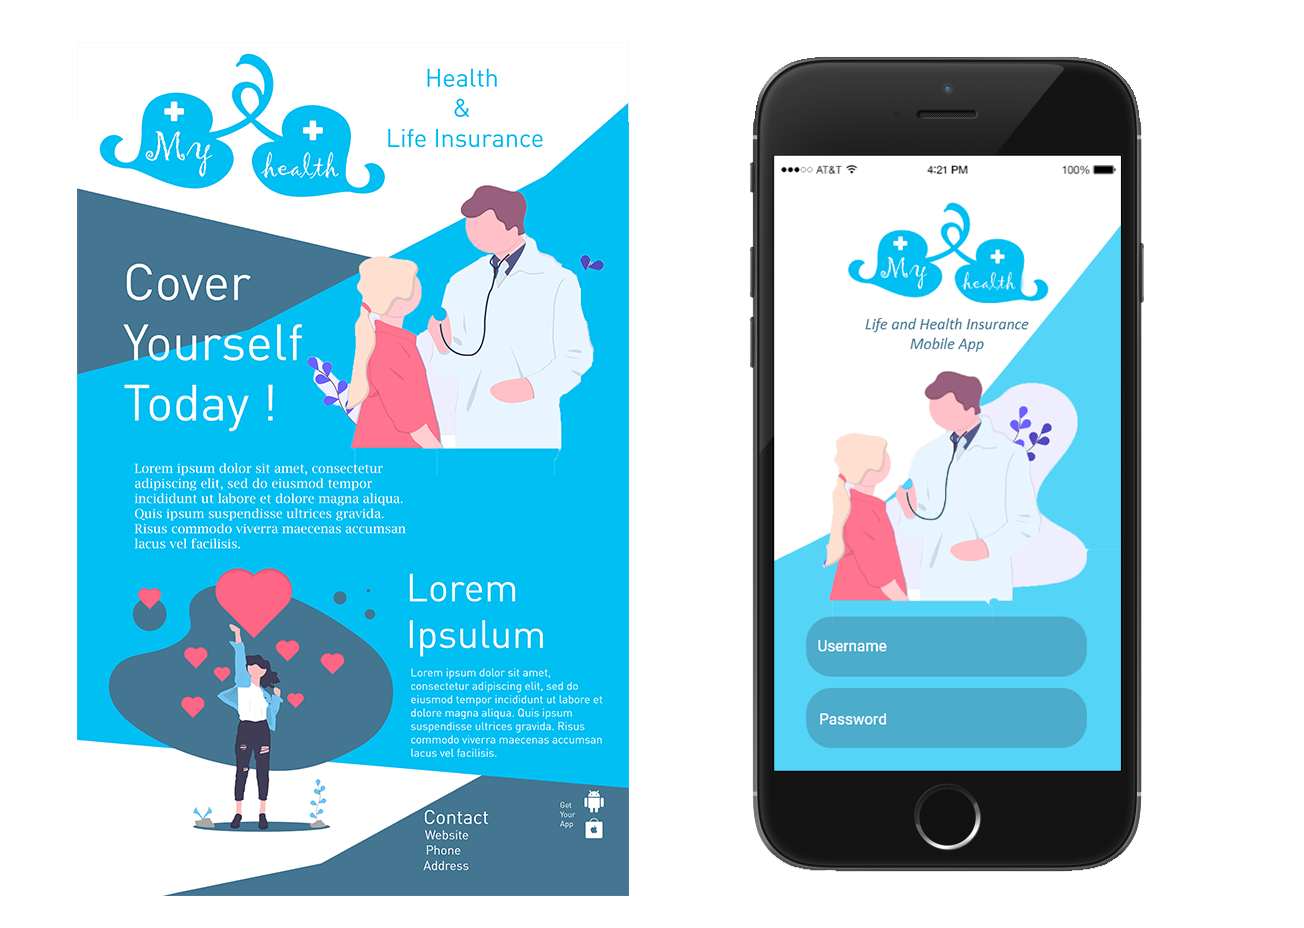 My
health
Health
&
Life Insurance
Cover
Yourself
Today !
Lorem ipsum dolor sit amet, consectetur
adipiscing elit, sed do eiusmod tempor
incididunt ut labore et dolore magna aliqua.
Quis ipsum suspendisse ultrices gravida.
Risus commodo viverra maecenas accumsan
lacus vel facilisis.
Lorem
Ipsulum
Lorem ipsum dolor sit amet,
consectetur adipiscing elit, sed do
eiusmod tempor incididunt ut labore et
dolore magna aliqua. Quis ipsum
suspendisse ultrices gravida. Risus
commodo viverra maecenas accumsan
lacus vel facilisis.
Contact
Website
Phone
Address
Get
Your
App
AT&T 4:21 PM 100%
My
health
Life and Health Insurance
Mobile App
Username
Password